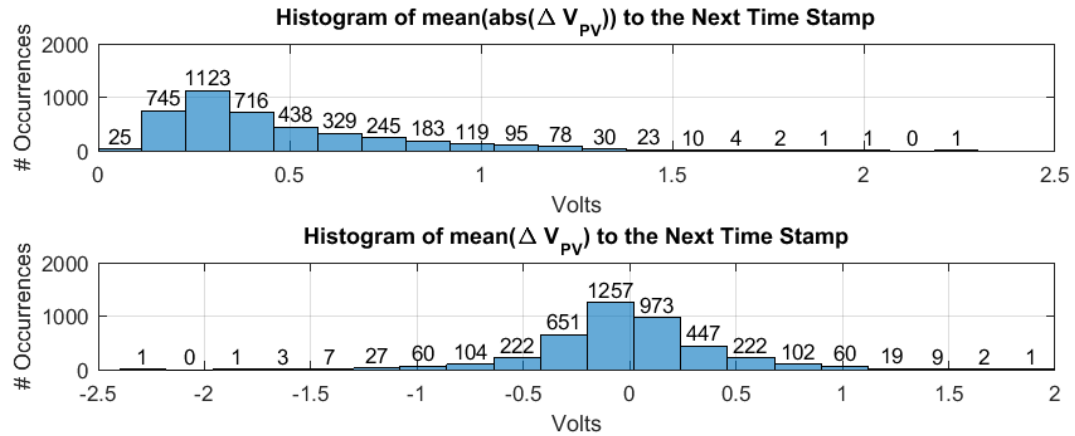 Histogram of mean(abs(Δ V_PV)) to the Next Time Stamp
# Occurrences
2000
1000
0
25 745 1123 716 438 329 245 183 119 95 78 30 23 10 4 2 1 1 0 1
0 0.5 1 1.5 2 2.5
Volts
Histogram of mean(Δ V_PV) to the Next Time Stamp
# Occurrences
2000
1000
0
1 0 1 3 7 27 60 104 222 651 1257 973 447 222 102 60 19 9 2 1
-2.5 -2 -1.5 -1 -0.5 0 0.5 1 1.5 2
Volts